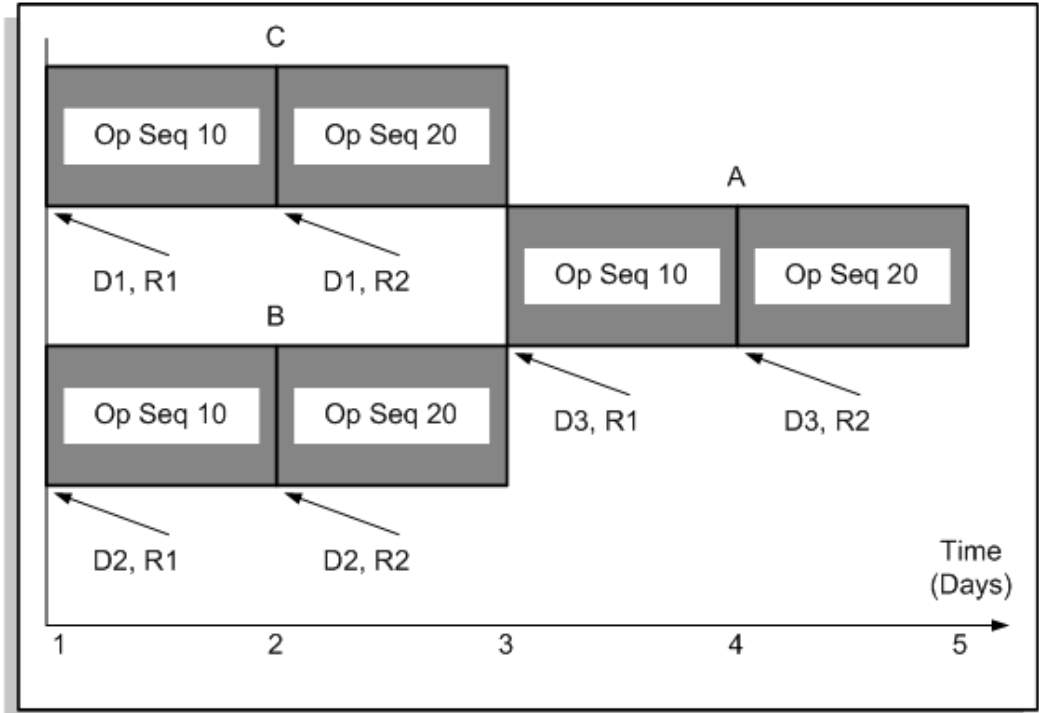 C
Op Seq 10
Op Seq 20
A
D1, R1
D1, R2
Op Seq 10
Op Seq 20
B
Op Seq 10
Op Seq 20
D3, R1
D3, R2
D2, R1
D2, R2
Time
(Days)
1
2
3
4
5